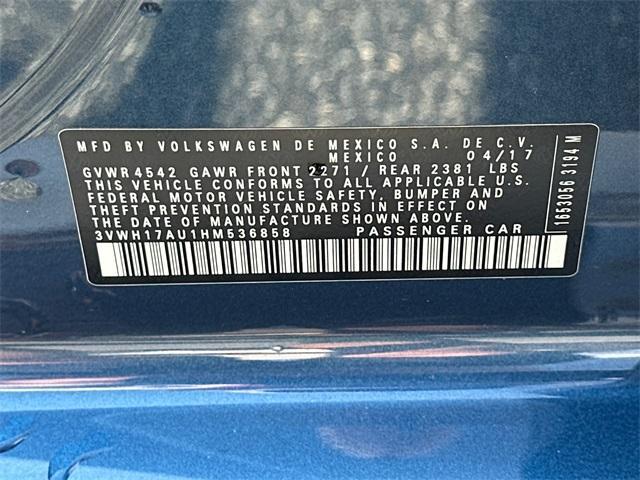 MFD BY VOLKSWAGEN DE MEXICO S.A. DE C.V.
MEXICO 04/17
GVWR 4542 GAWR FRONT 2271 / REAR 2381 LBS
THIS VEHICLE CONFORMS TO ALL APPLICABLE U.S.
FEDERAL MOTOR VEHICLE SAFETY, BUMPER AND
THEFT PREVENTION STANDARDS IN EFFECT ON THE
DATE OF MANUFACTURE SHOWN ABOVE.
3VWH17AU1HM536858 PASSENGER CAR
1653056 3194 M